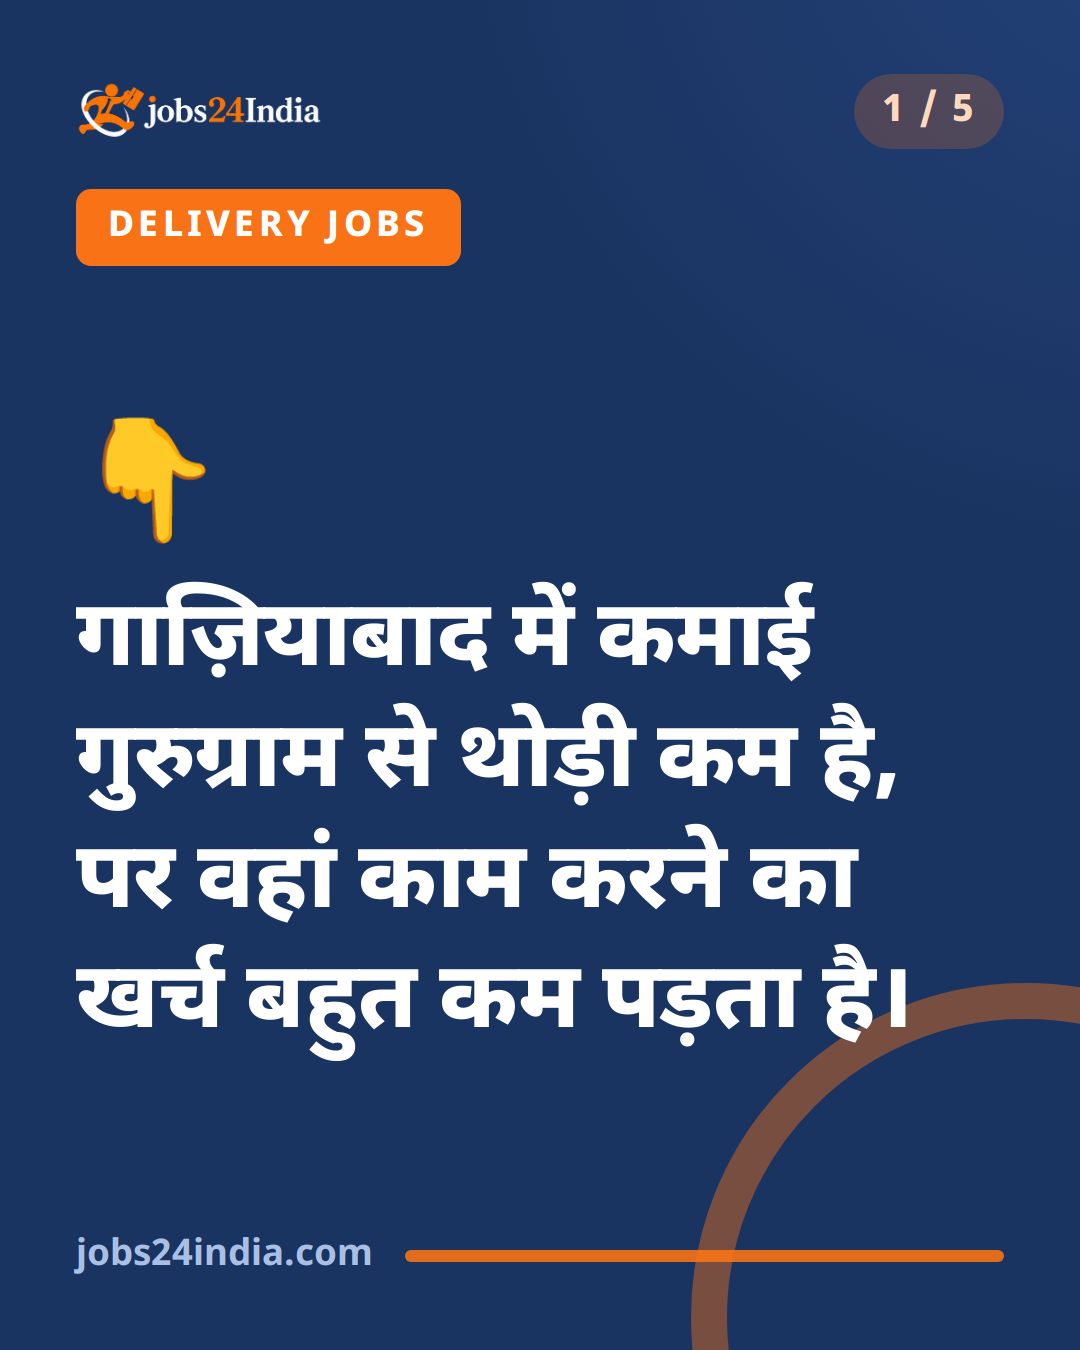 jobs24India
1 / 5
DELIVERY JOBS
गाज़ियाबाद में कमाई
गुरुग्राम से थोड़ी कम है,
पर वहां काम करने का
खर्च बहुत कम पड़ता है।
jobs24india.com